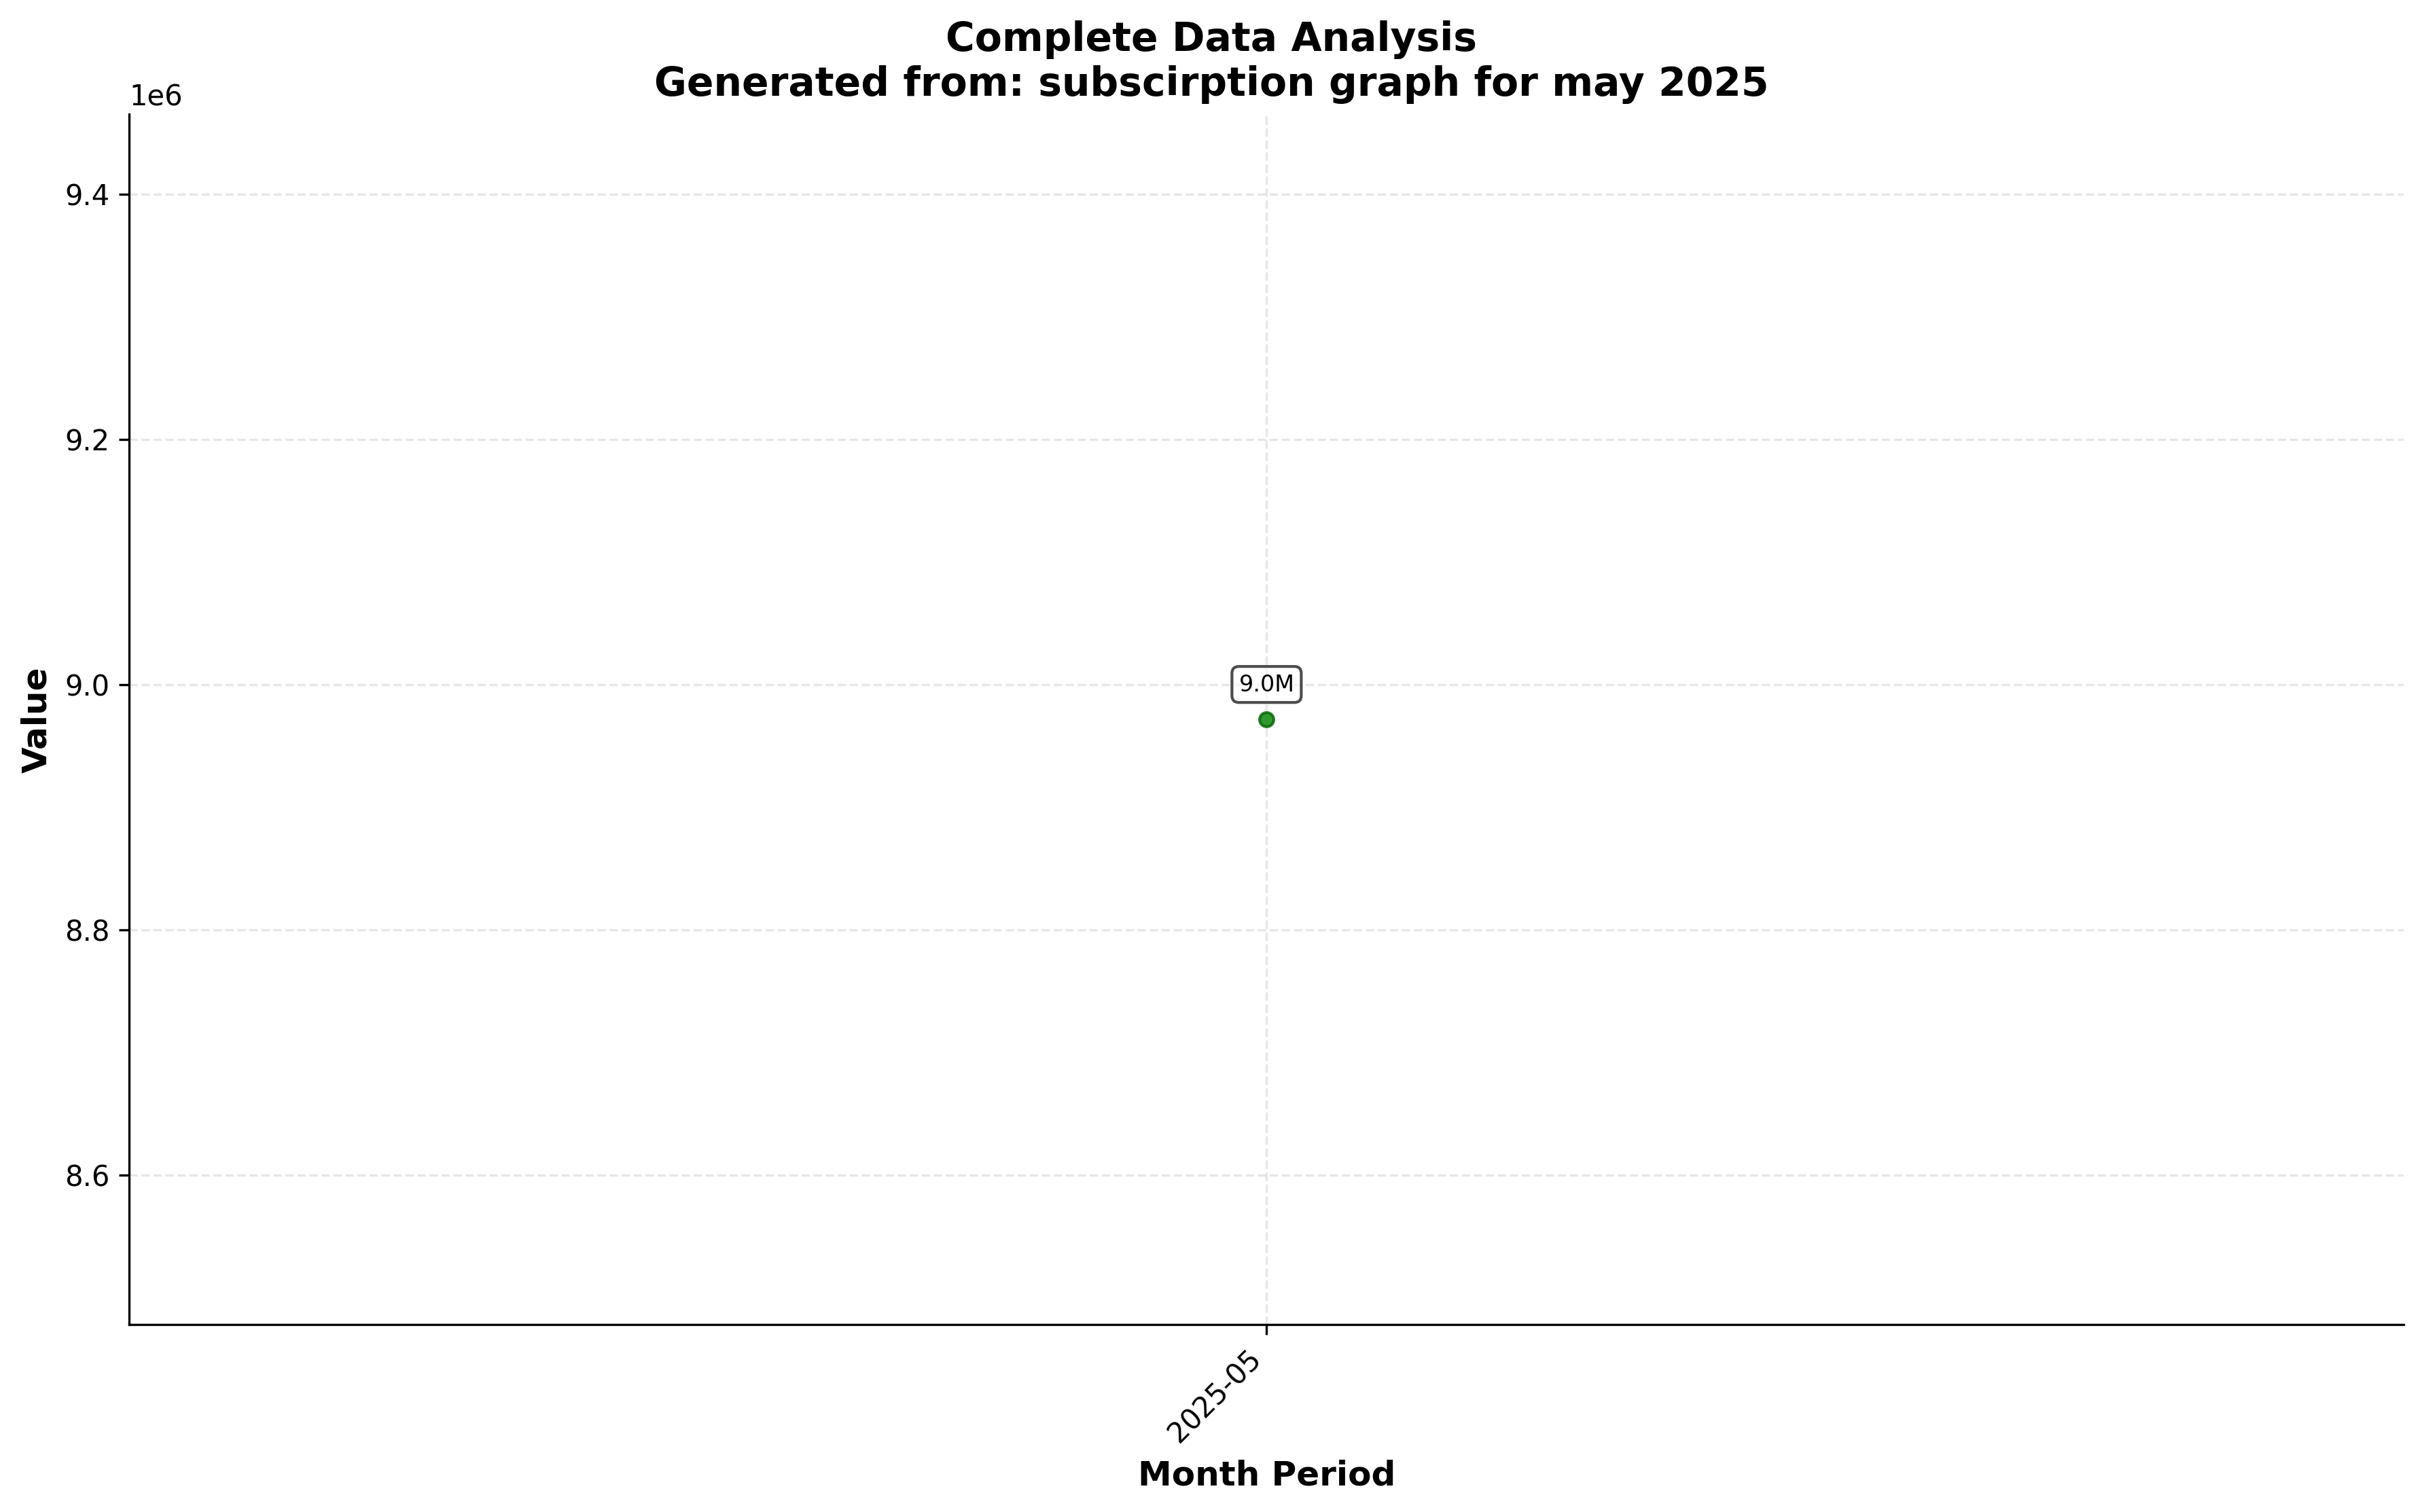 Complete Data Analysis
Generated from: subscirption graph for may 2025
1e6
9.4
9.2
9.0
8.8
8.6
Value
9.0M
2025-05
Month Period